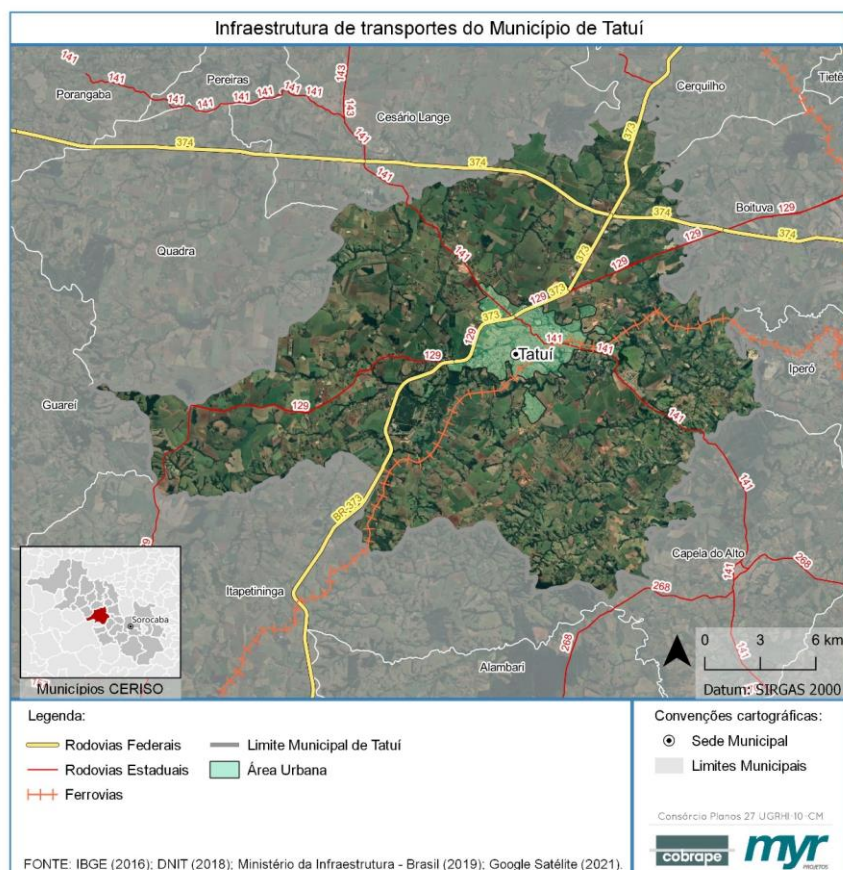 Infraestrutura de transportes do Município de Tatuí
141
143
373
141
Pereiras
Tietê
Porangaba
141
141
141
141
141
143
Cerquilho
Cesário Lange
373
374
141
374
141
Boituva
129
374
129
374
Quadra
141
373
129
129
373
129
141
141
Tatuí
129
Iperó
Guareí
129
141
BR-373
141
Capela do Alto
268
141
Itapetininga
268
268
141
Alambari
Sorocaba
Municípios CERISO
0 3 6 km
Datum: SIRGAS 2000
Legenda:
Rodovias Federais
Limite Municipal de Tatuí
Rodovias Estaduais
Área Urbana
Ferrovias
FONTE: IBGE (2016); DNIT (2018); Ministério da Infraestrutura - Brasil (2019); Google Satélite (2021).
Convenções cartográficas:
Sede Municipal
Limites Municipais
Consórcio Planos 27 UGRHI-10-CM
cobrape
myr
PROJETOS